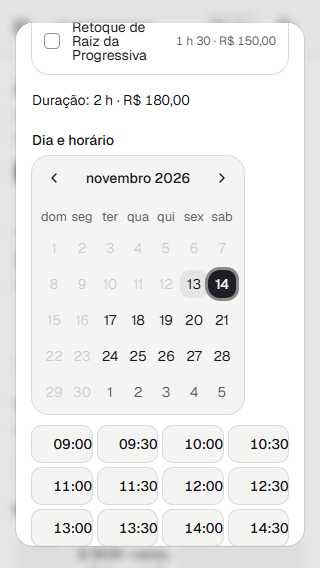 Retoque de
Raiz da
Progressiva
1 h 30 · R$ 150,00
Duração: 2 h · R$ 180,00
Dia e horário
novembro 2026
dom seg ter qua qui sex sab
1 2 3 4 5 6 7
8 9 10 11 12 13 14
15 16 17 18 19 20 21
22 23 24 25 26 27 28
29 30 1 2 3 4 5
09:00 09:30 10:00 10:30
11:00 11:30 12:00 12:30
13:00 13:30 14:00 14:30